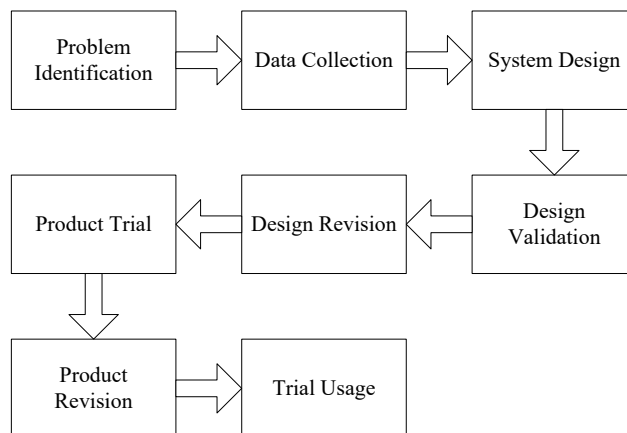 Problem
Identification
Data Collection
System Design
Design
Validation
Design Revision
Product Trial
Product
Revision
Trial Usage